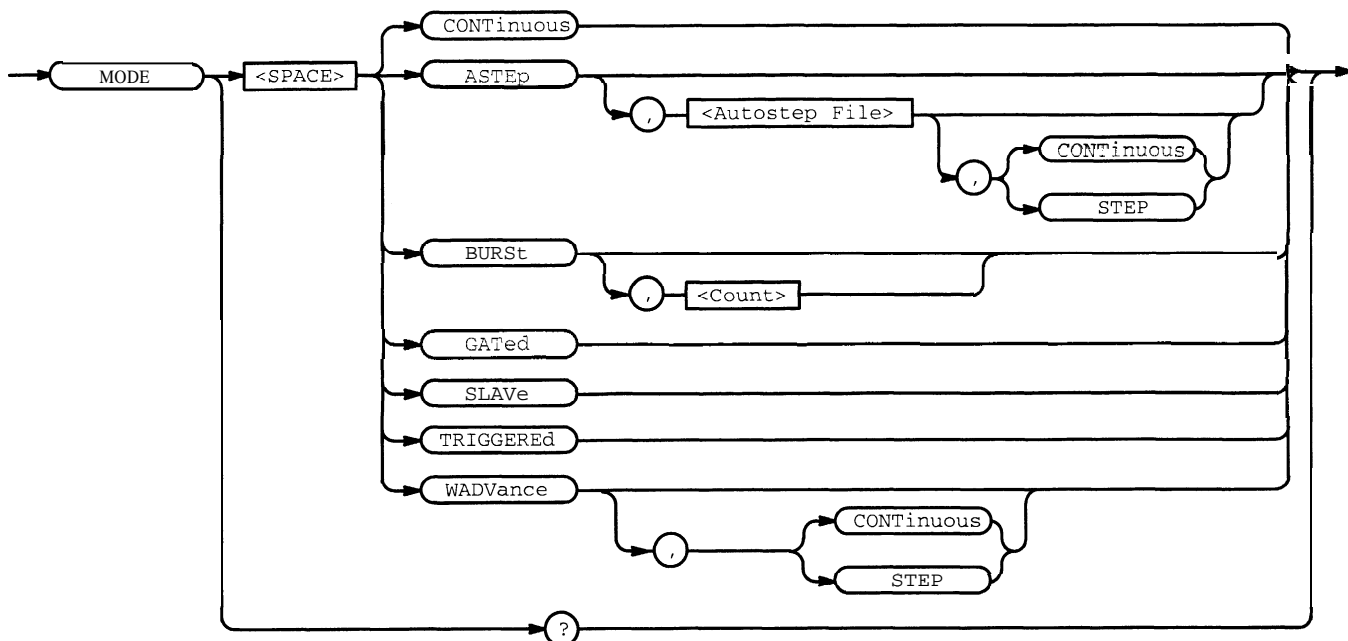 CONTinuous
MODE
<SPACE>
ASTEp
, <Autostep File>
, CONTinuous
STEP
BURSt
, <Count>
GATed
SLAVe
TRIGGEREd
WADVance
, CONTinuous
STEP
?